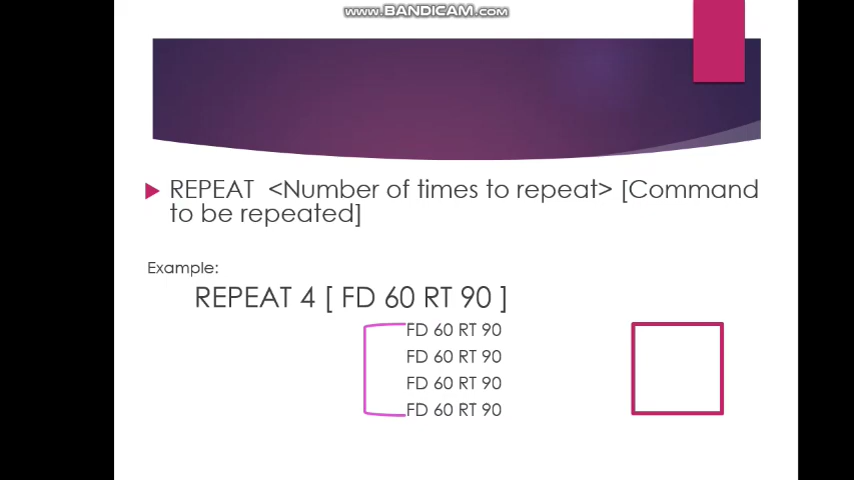 www.BANDICAM.com
REPEAT <Number of times to repeat> [Command
to be repeated]
Example:
REPEAT 4 [ FD 60 RT 90 ]
FD 60 RT 90
FD 60 RT 90
FD 60 RT 90
FD 60 RT 90